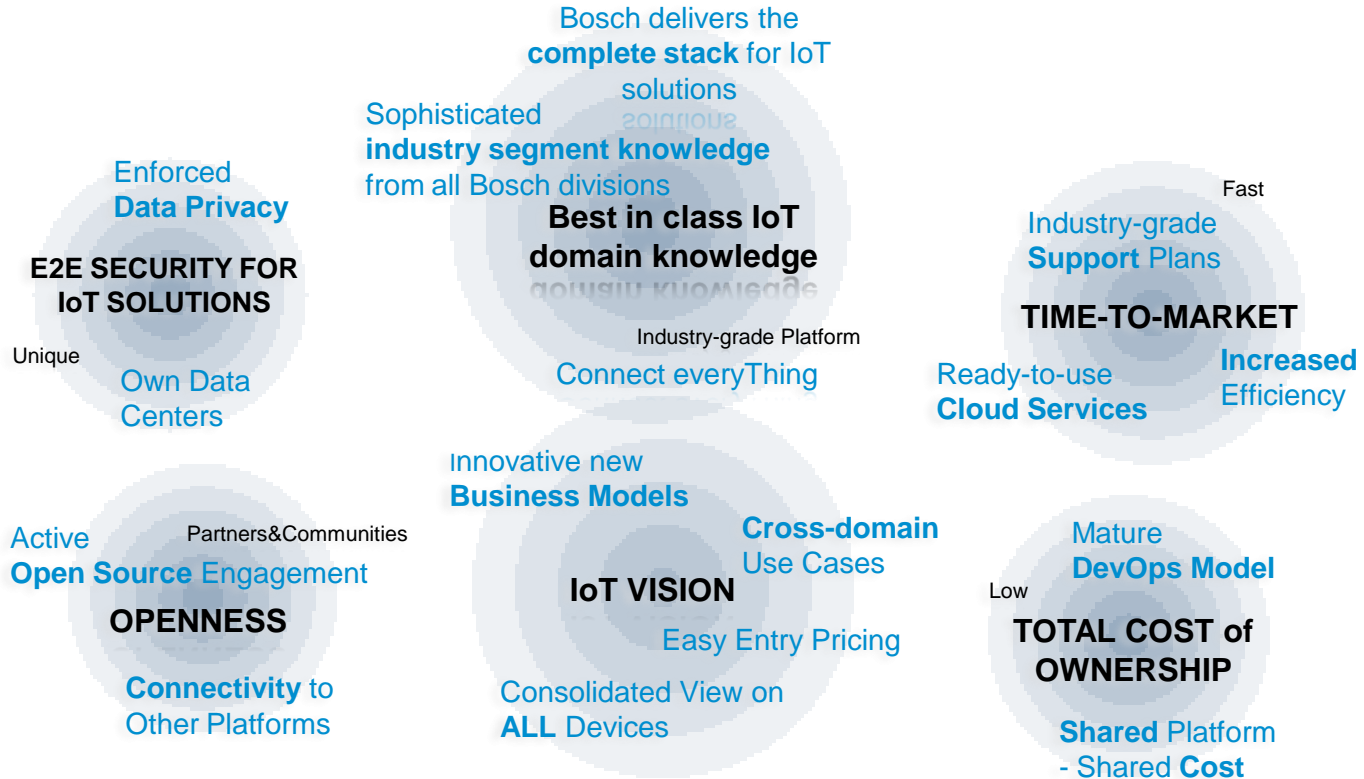 Bosch delivers the
complete stack for IoT
solutions
Sophisticated
industry segment knowledge
from all Bosch divisions
Best in class IoT
domain knowledge
Industry-grade Platform
Connect everyThing
Enforced
Data Privacy
E2E SECURITY FOR
IoT SOLUTIONS
Unique
Own Data
Centers
Fast
Industry-grade
Support Plans
TIME-TO-MARKET
Increased
Efficiency
Ready-to-use
Cloud Services
Active
Partners&Communities
Open Source Engagement
OPENNESS
Connectivity to
Other Platforms
Innovative new
Business Models
Cross-domain
Use Cases
IoT VISION
Easy Entry Pricing
Consolidated View on
ALL Devices
Mature
DevOps Model
Low
TOTAL COST of
OWNERSHIP
Shared Platform
- Shared Cost